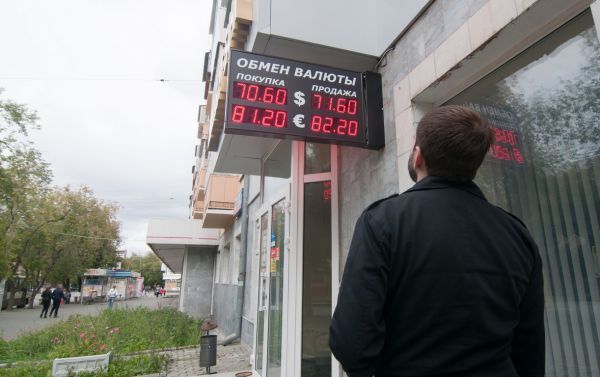 ОБМЕН ВАЛЮТЫ
ПОКУПКА ПРОДАЖА
70.60 $ 71.60
81.20 € 82.20